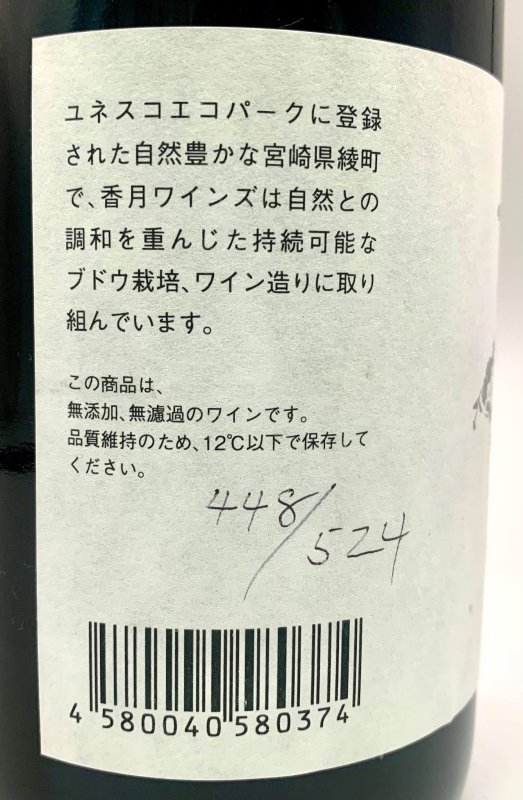 ユネスコエコパークに登録
された自然豊かな宮崎県綾町
で、香月ワインズは自然との
調和を重んじた持続可能な
ブドウ栽培、ワイン造りに取り
組んでいます。
この商品は、
無添加、無濾過のワインです。
品質維持のため、12℃以下で保存して
ください。
448/524
4 580040 580374